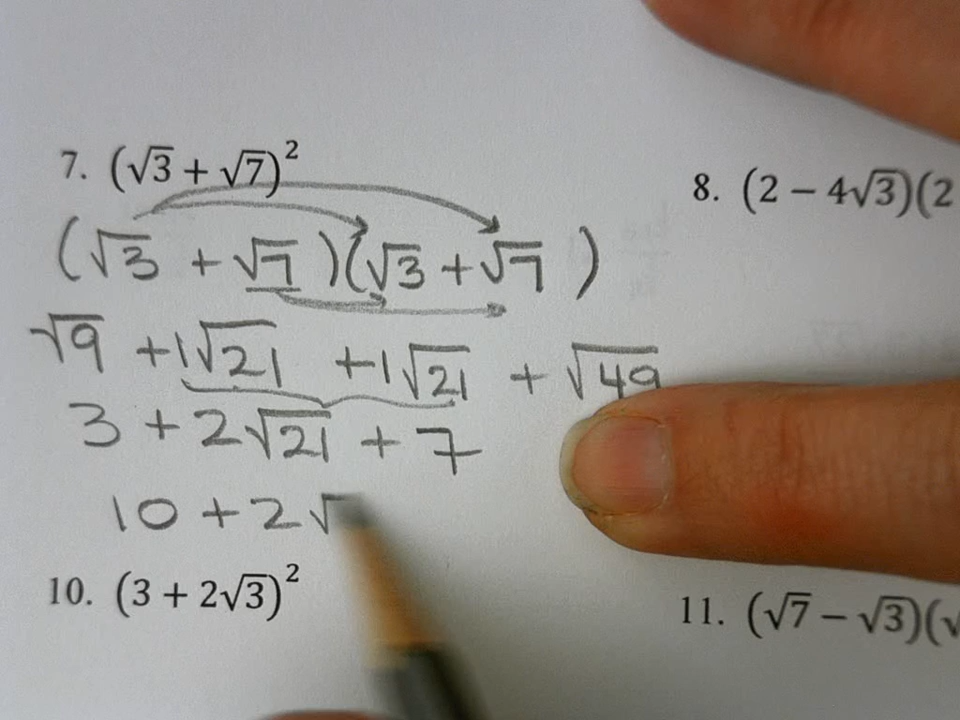 7. (√3 + √7)²
8. (2 − 4√3)(2
(√3 + √7)(√3 + √7)
√9 + 1√21 + 1√21 + √49
3 + 2√21 + 7
10 + 2√
10. (3 + 2√3)²
11. (√7 − √3)(√